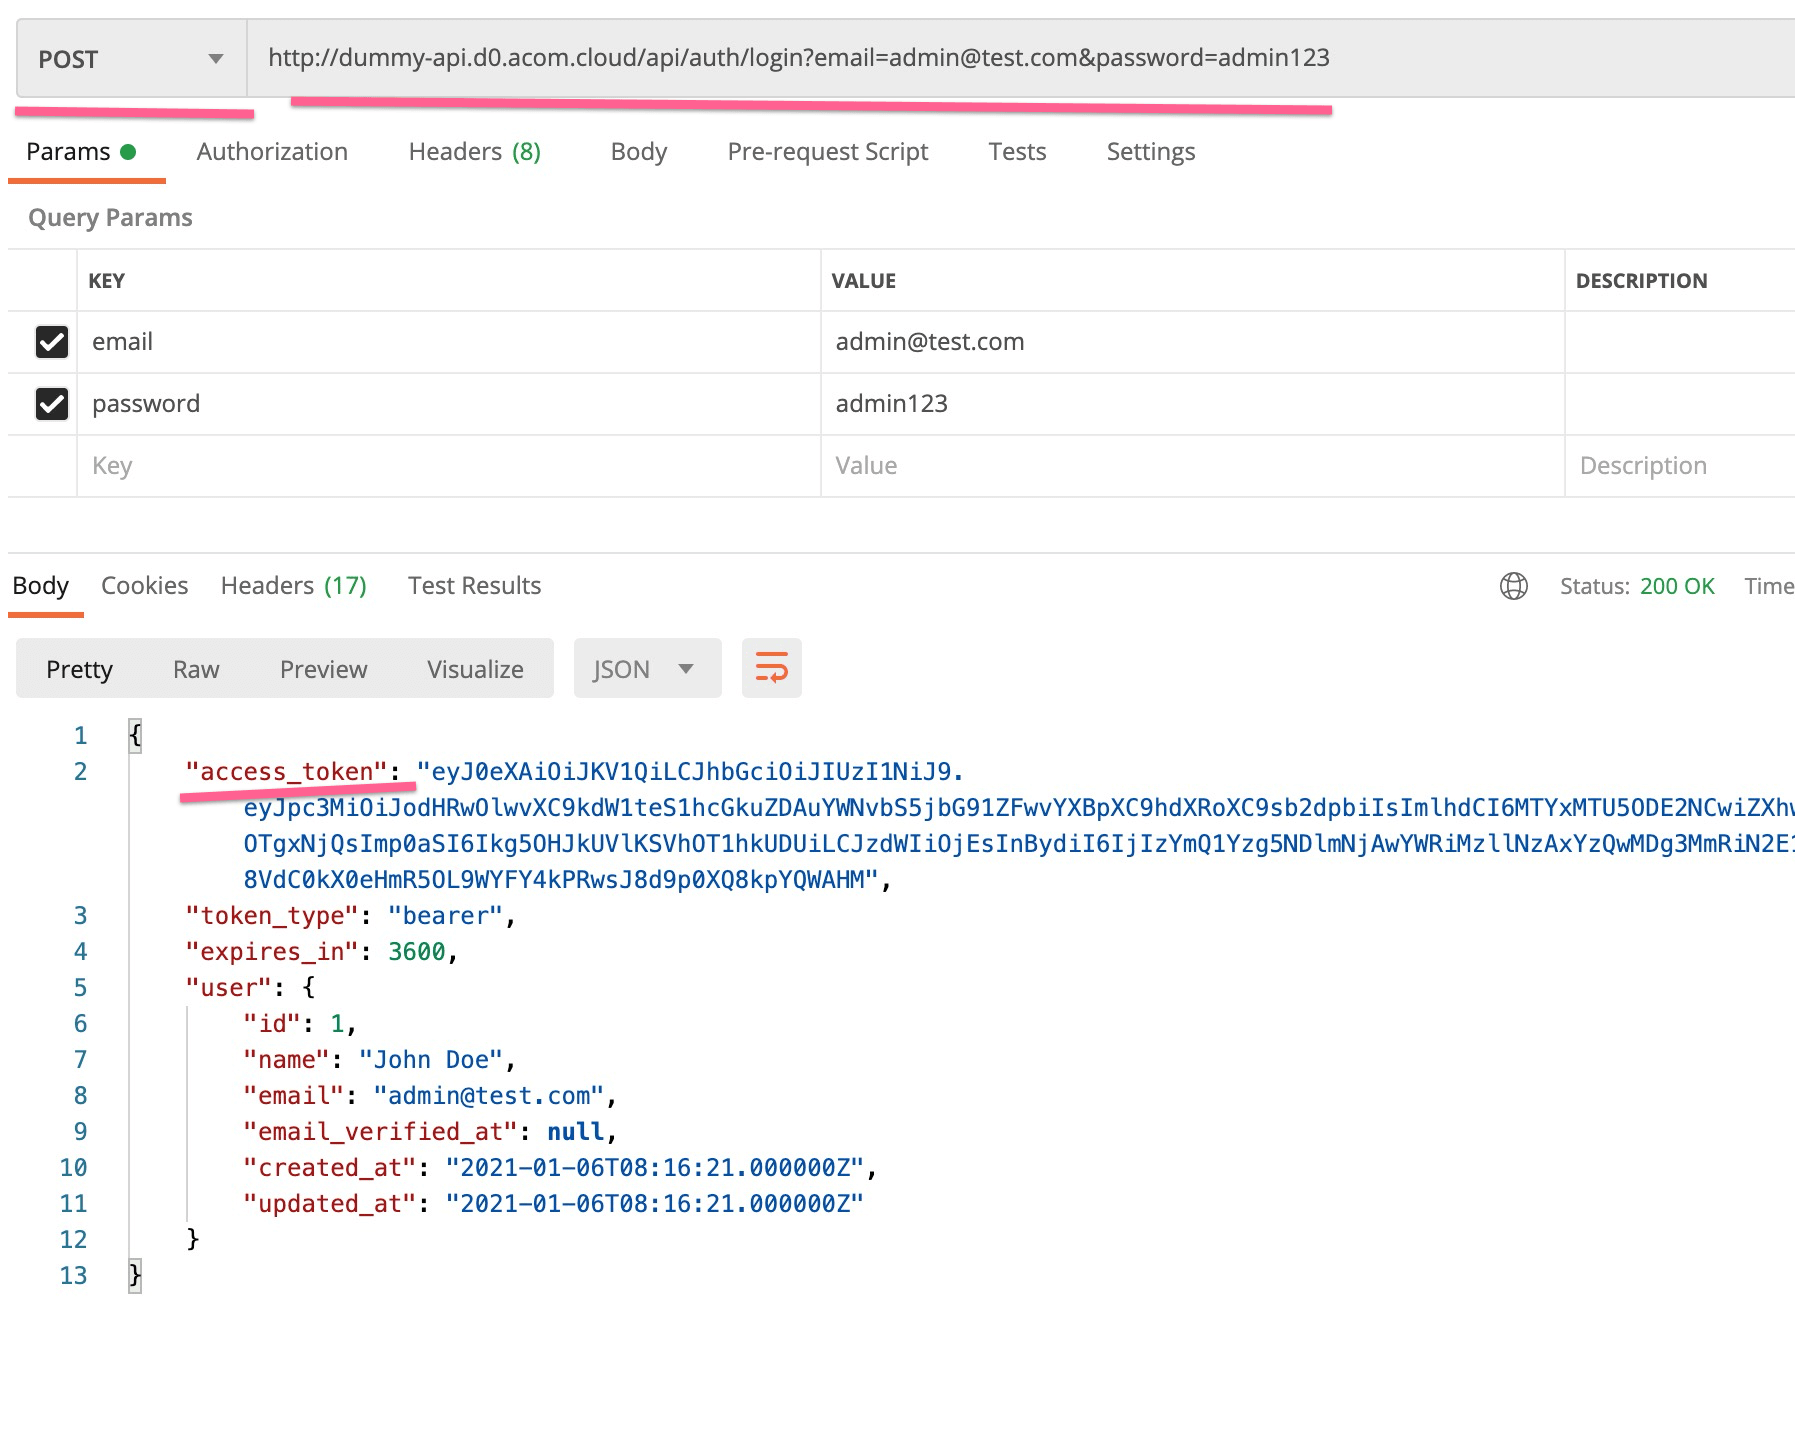 POST http://dummy-api.d0.acom.cloud/api/auth/login?email=admin@test.com&password=admin123
Params Authorization Headers (8) Body Pre-request Script Tests Settings
Query Params
KEY VALUE DESCRIPTION
email admin@test.com
password admin123
Key Value Description
Body Cookies Headers (17) Test Results Status: 200 OK Time
Pretty Raw Preview Visualize JSON
1 {
2 "access_token": "eyJ0eXAiOiJKV1QiLCJhbGciOiJIUzI1NiJ9.
eyJpc3MiOiJodHRwOlwvXC9kdW1teS1hcGkuZDAuYWNvbS5jbG91ZFwvYXBpXC9hdXRoXC9sb2dpbiIsImlhdCI6MTYxMTU5ODE2NCwiZXhw
OTgxNjQsImp0aSI6Ikg5OHJkUVlKSVhOT1hkUDUiLCJzdWIiOjEsInBydiI6IjIzYmQ1Yzg5NDlmNjAwYWRiMzllNzAxYzQwMDg3MmRiN2E1
8VdC0kX0eHmR5OL9WYFY4kPRwsJ8d9p0XQ8kpYQWAHM",
3 "token_type": "bearer",
4 "expires_in": 3600,
5 "user": {
6 "id": 1,
7 "name": "John Doe",
8 "email": "admin@test.com",
9 "email_verified_at": null,
10 "created_at": "2021-01-06T08:16:21.000000Z",
11 "updated_at": "2021-01-06T08:16:21.000000Z"
12 }
13 }